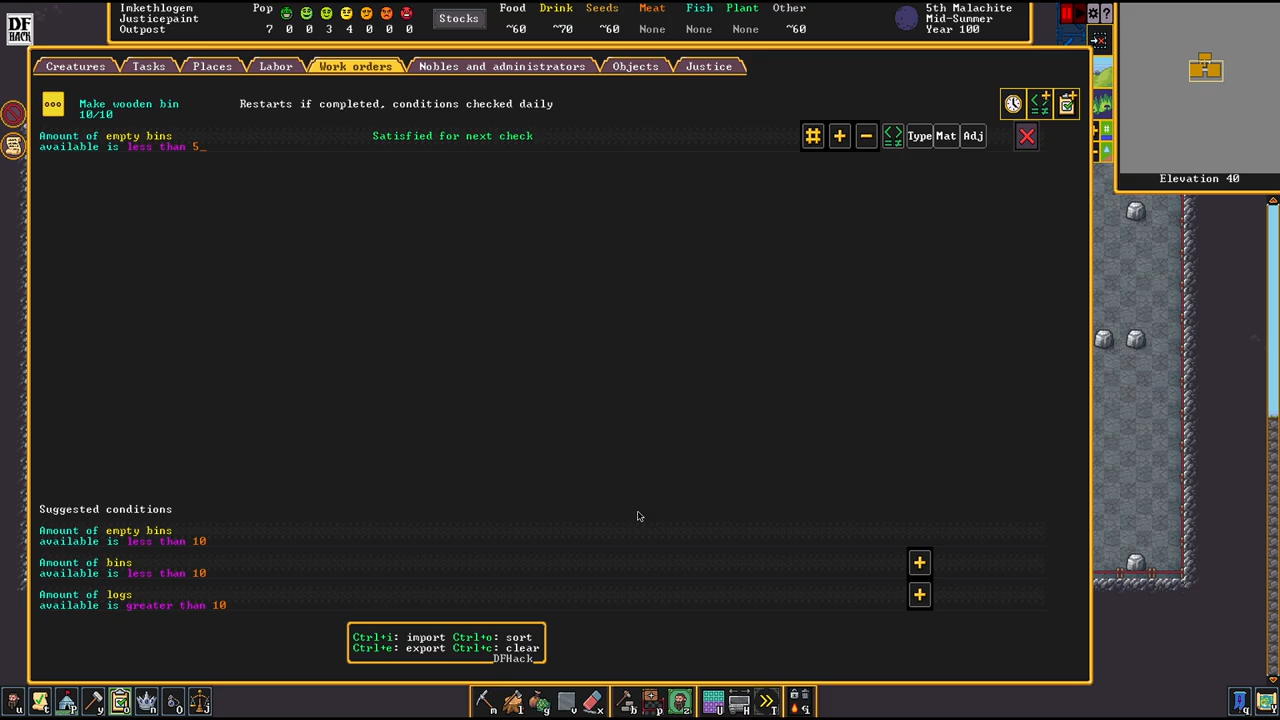 DF
HACK
Imkethlogem
Justicepaint
Outpost
Pop
7 0 0 3 4 0 0 0
Stocks
Food Drink Seeds Meat Fish Plant Other
~60 ~70 ~60 None None None ~60
5th Malachite
Mid-Summer
Year 100
?
Elevation 40
Creatures Tasks Places Labor Work orders Nobles and administrators Objects Justice
Make wooden bin
10/10
Restarts if completed, conditions checked daily
Amount of empty bins
available is less than 5_
Satisfied for next check
Type Mat Adj
Suggested conditions
Amount of empty bins
available is less than 10
Amount of bins
available is less than 10
Amount of logs
available is greater than 10
Ctrl+i: import Ctrl+o: sort
Ctrl+e: export Ctrl+c: clear
DFHack
u t P y n O J m l g x b p z U H T i q